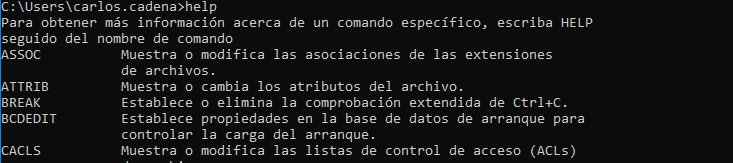 C:\Users\carlos.cadena>help
Para obtener más información acerca de un comando específico, escriba HELP
seguido del nombre de comando
ASSOC          Muestra o modifica las asociaciones de las extensiones
               de archivos.
ATTRIB         Muestra o cambia los atributos del archivo.
BREAK          Establece o elimina la comprobación extendida de Ctrl+C.
BCDEDIT        Establece propiedades en la base de datos de arranque para
               controlar la carga del arranque.
CACLS          Muestra o modifica las listas de control de acceso (ACLs)